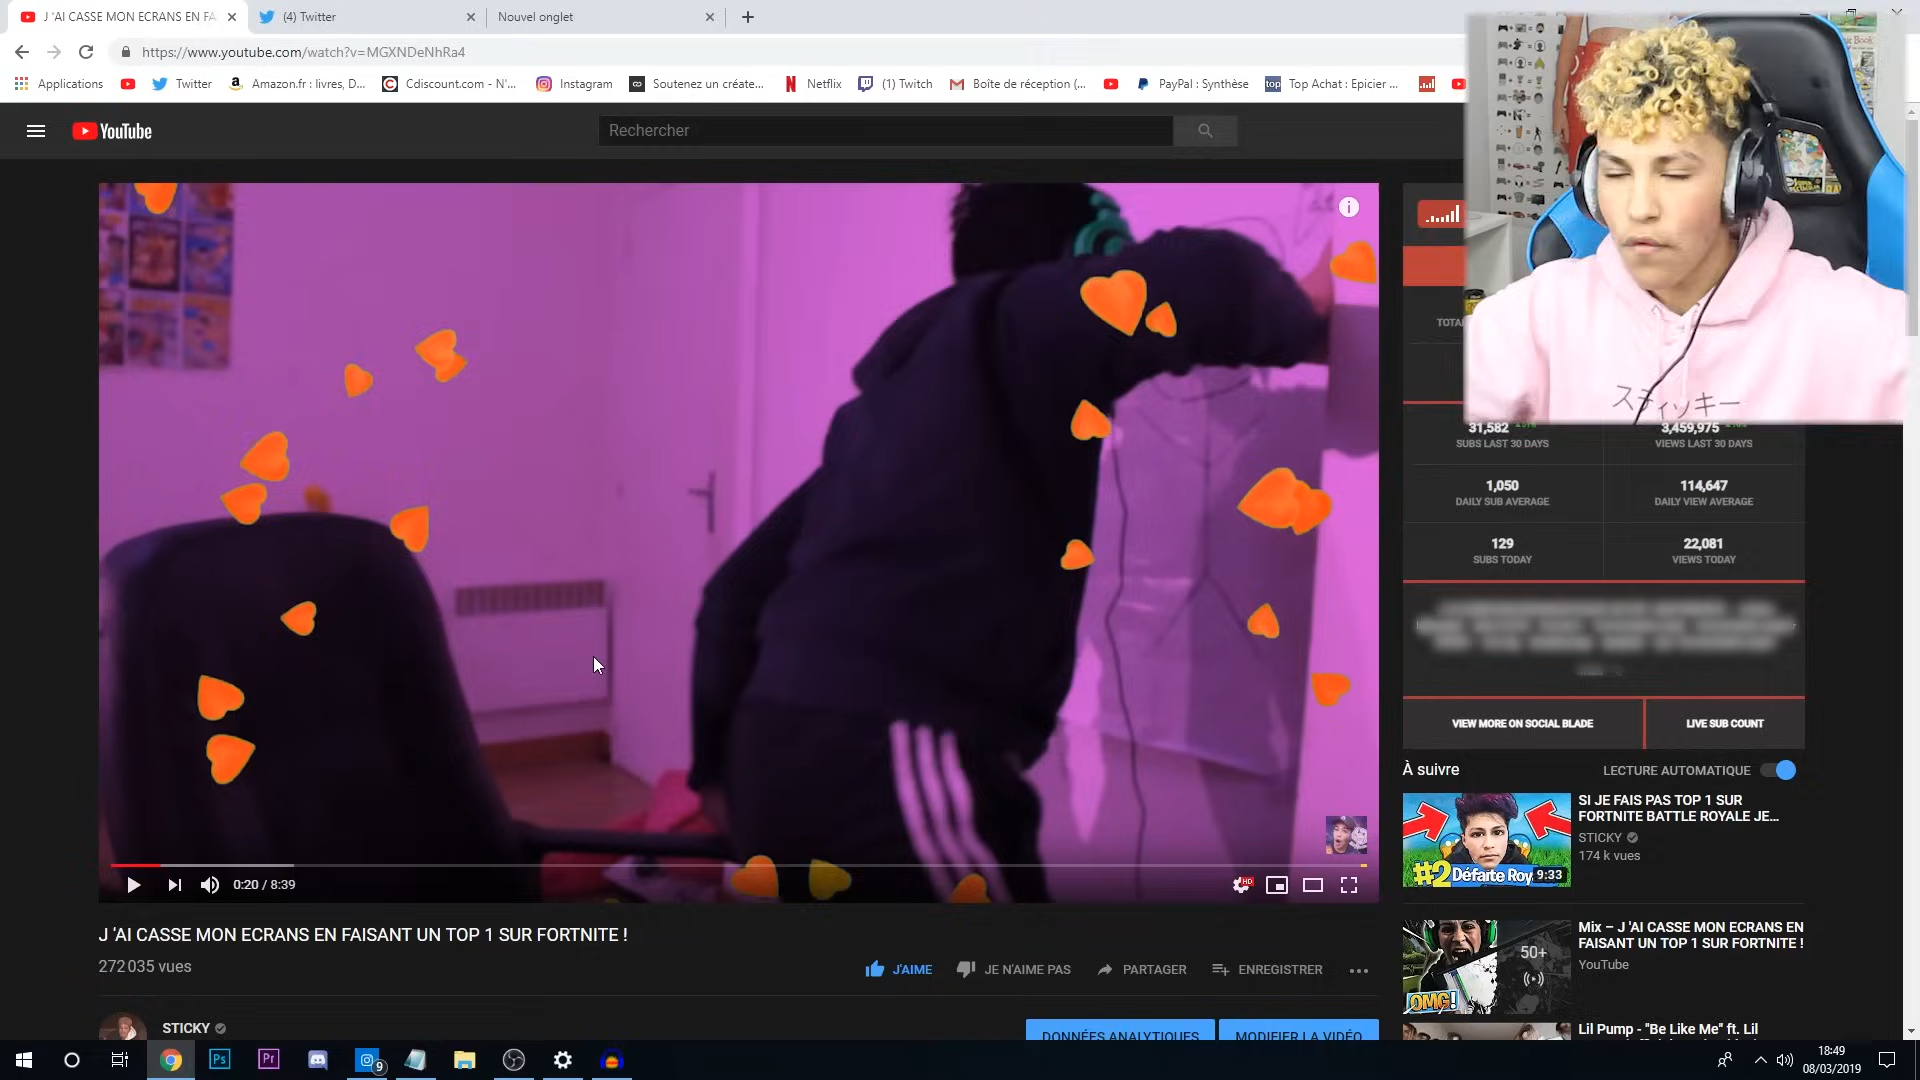 J 'AI CASSE MON ECRANS EN FA
(4) Twitter
Nouvel onglet
https://www.youtube.com/watch?v=MGXNDeNhRa4
Applications
Twitter
Amazon.fr : livres, D...
Cdiscount.com - N'...
Instagram
Soutenez un créate...
Netflix
(1) Twitch
Boîte de réception (...
PayPal : Synthèse
top
Top Achat : Epicier ...
YouTube
Rechercher
スティッキー
31,582
SUBS LAST 30 DAYS
3,459,975
VIEWS LAST 30 DAYS
1,050
DAILY SUB AVERAGE
114,647
DAILY VIEW AVERAGE
129
SUBS TODAY
22,081
VIEWS TODAY
VIEW MORE ON SOCIAL BLADE
LIVE SUB COUNT
À suivre
LECTURE AUTOMATIQUE
#2 Défaite Roy
9:33
SI JE FAIS PAS TOP 1 SUR
FORTNITE BATTLE ROYALE JE...
STICKY
174 k vues
OMG!
50+
Mix – J 'AI CASSE MON ECRANS EN
FAISANT UN TOP 1 SUR FORTNITE !
YouTube
Lil Pump - "Be Like Me" ft. Lil
0:20 / 8:39
HD
J 'AI CASSE MON ECRANS EN FAISANT UN TOP 1 SUR FORTNITE !
272 035 vues
J'AIME
JE N'AIME PAS
PARTAGER
ENREGISTRER
STICKY
DONNÉES ANALYTIQUES
MODIFIER LA VIDÉO
Ps
Pr
9
18:49
08/03/2019